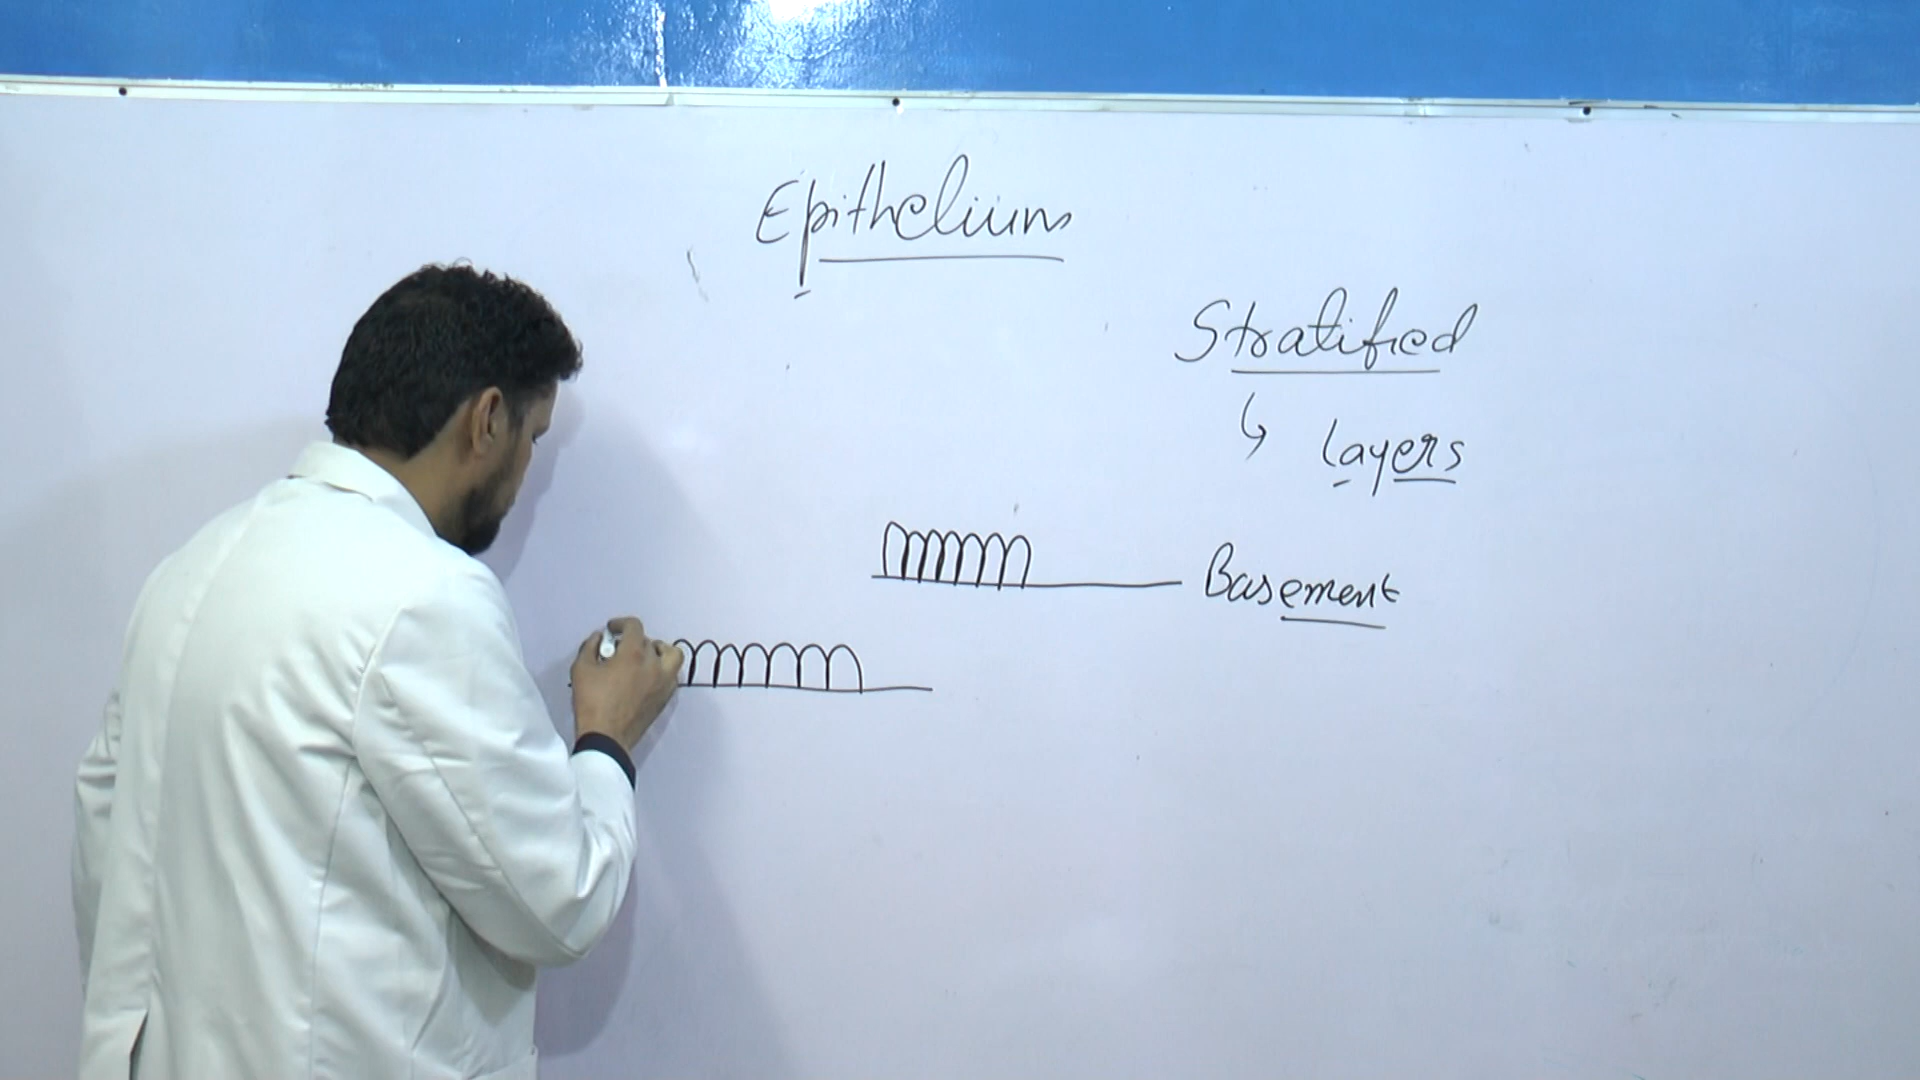 Epithelium
Stratified
↳ Layers
Basement